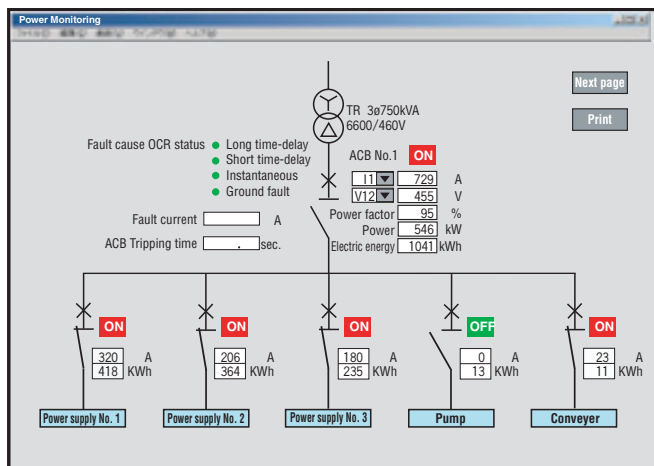 Power Monitoring
Next page
Print
TR 3ø750kVA
6600/460V
Fault cause OCR status
Long time-delay
Short time-delay
Instantaneous
Ground fault
ACB No.1 ON
I1 729 A
V12 455 V
Power factor 95 %
Power 546 kW
Electric energy 1041 kWh
Fault current A
ACB Tripping time . sec.
ON ON ON OFF ON
320 A 206 A 180 A 0 A 23 A
418 KWh 364 KWh 235 KWh 13 KWh 11 KWh
Power supply No. 1 Power supply No. 2 Power supply No. 3 Pump Conveyer